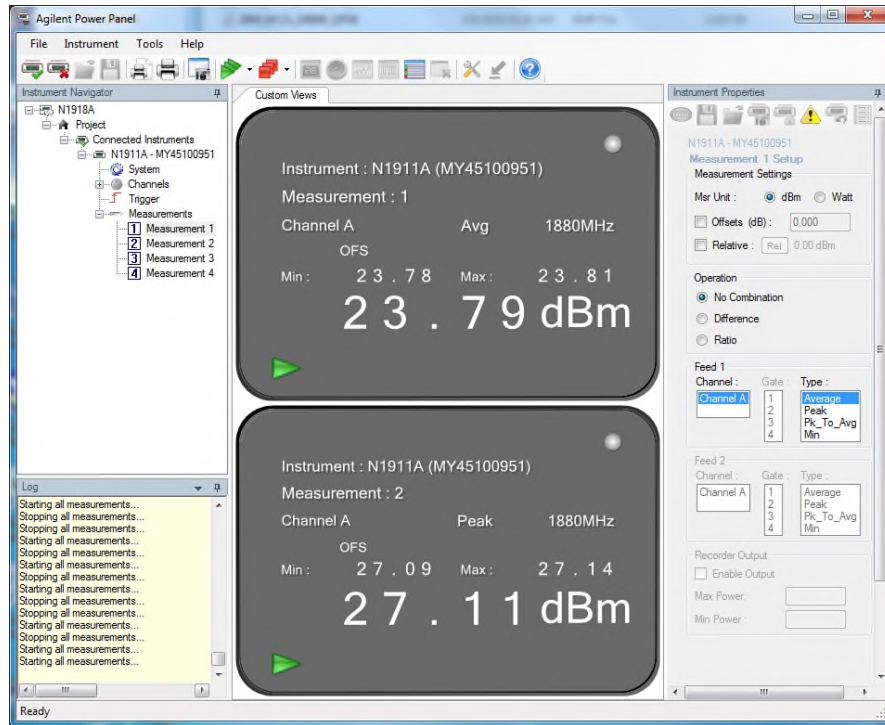 Agilent Power Panel
File Instrument Tools Help
Instrument Navigator
N1918A
Project
Connected Instruments
N1911A - MY45100951
System
Channels
Trigger
Measurements
1 Measurement 1
2 Measurement 2
3 Measurement 3
4 Measurement 4
Log
Starting all measurements...
Stopping all measurements...
Stopping all measurements...
Starting all measurements...
Starting all measurements...
Stopping all measurements...
Starting all measurements...
Stopping all measurements...
Stopping all measurements...
Stopping all measurements...
Starting all measurements...
Stopping all measurements...
Starting all measurements...
Starting all measurements...
Custom Views
Instrument : N1911A (MY45100951)
Measurement : 1
Channel A Avg 1880MHz
OFS
Min : 23.78 Max : 23.81
23.79 dBm
Instrument : N1911A (MY45100951)
Measurement : 2
Channel A Peak 1880MHz
OFS
Min : 27.09 Max : 27.14
27.11 dBm
Instrument Properties
N1911A - MY45100951
Measurement 1 Setup
Measurement Settings
Msr Unit : dBm Watt
Offsets (dB) : 0.000
Relative : Rel 0.00 dBm
Operation
No Combination
Difference
Ratio
Feed 1
Channel : Gate : Type :
Channel A 1 Average
2 Peak
3 Pk_To_Avg
4 Min
Feed 2
Channel : Gate : Type :
Channel A 1 Average
2 Peak
3 Pk_To_Avg
4 Min
Recorder Output
Enable Output
Max Power:
Min Power :
Ready